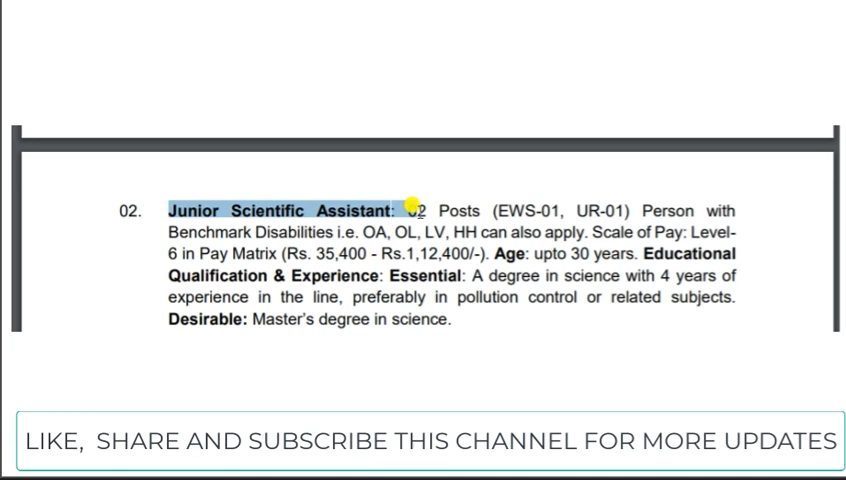 02. Junior Scientific Assistant: 02 Posts (EWS-01, UR-01) Person with
Benchmark Disabilities i.e. OA, OL, LV, HH can also apply. Scale of Pay: Level-
6 in Pay Matrix (Rs. 35,400 - Rs.1,12,400/-). Age: upto 30 years. Educational
Qualification & Experience: Essential: A degree in science with 4 years of
experience in the line, preferably in pollution control or related subjects.
Desirable: Master's degree in science.
LIKE, SHARE AND SUBSCRIBE THIS CHANNEL FOR MORE UPDATES